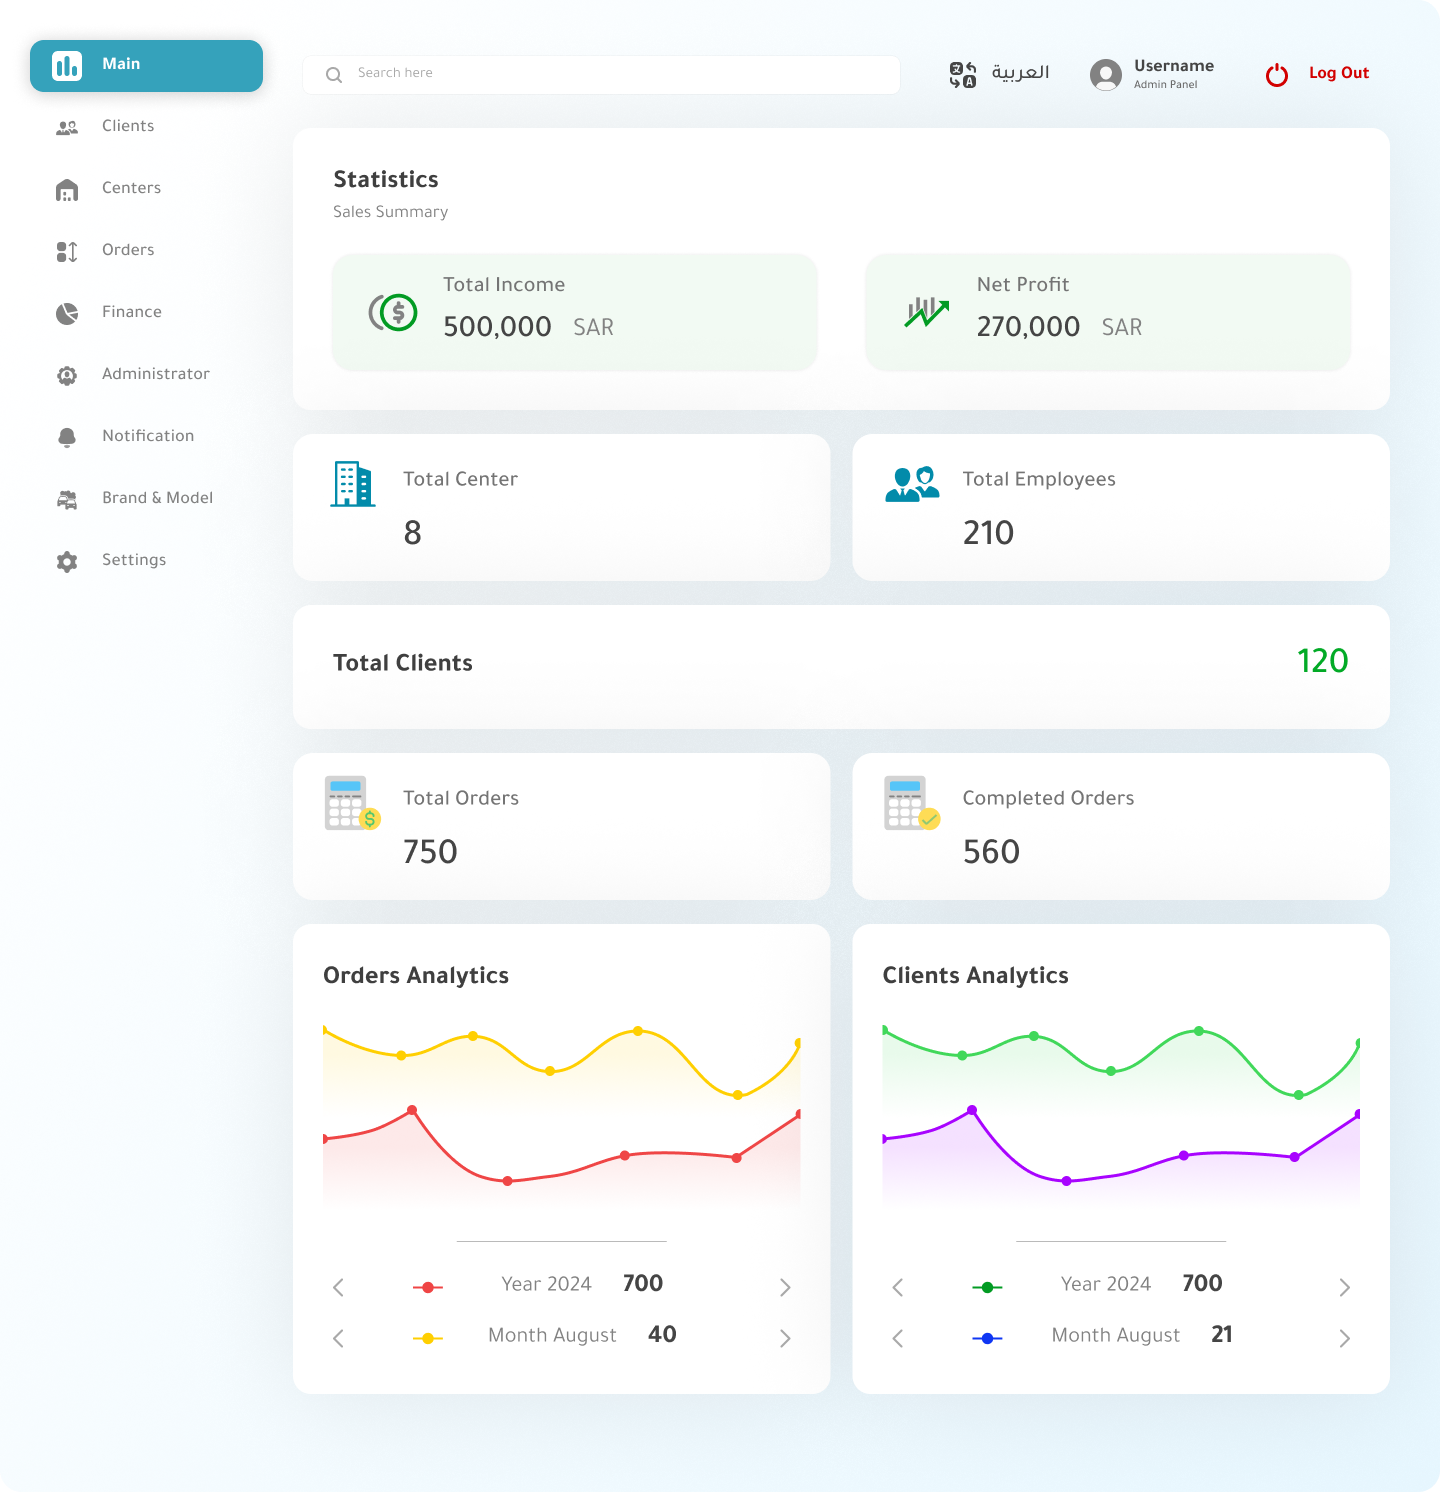 Main
Clients
Centers
Orders
Finance
Administrator
Notification
Brand & Model
Settings
Search here
العربية
Username
Admin Panel
Log Out
Statistics
Sales Summary
Total Income
500,000 SAR
Net Profit
270,000 SAR
Total Center
8
Total Employees
210
Total Clients
120
Total Orders
750
Completed Orders
560
Orders Analytics
Year 2024 700
Month August 40
Clients Analytics
Year 2024 700
Month August 21